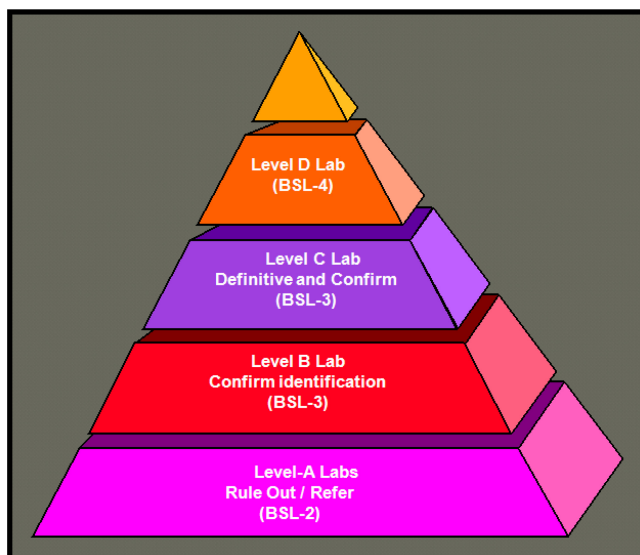 Level D Lab
(BSL-4)
Level C Lab
Definitive and Confirm
(BSL-3)
Level B Lab
Confirm identification
(BSL-3)
Level-A Labs
Rule Out / Refer
(BSL-2)